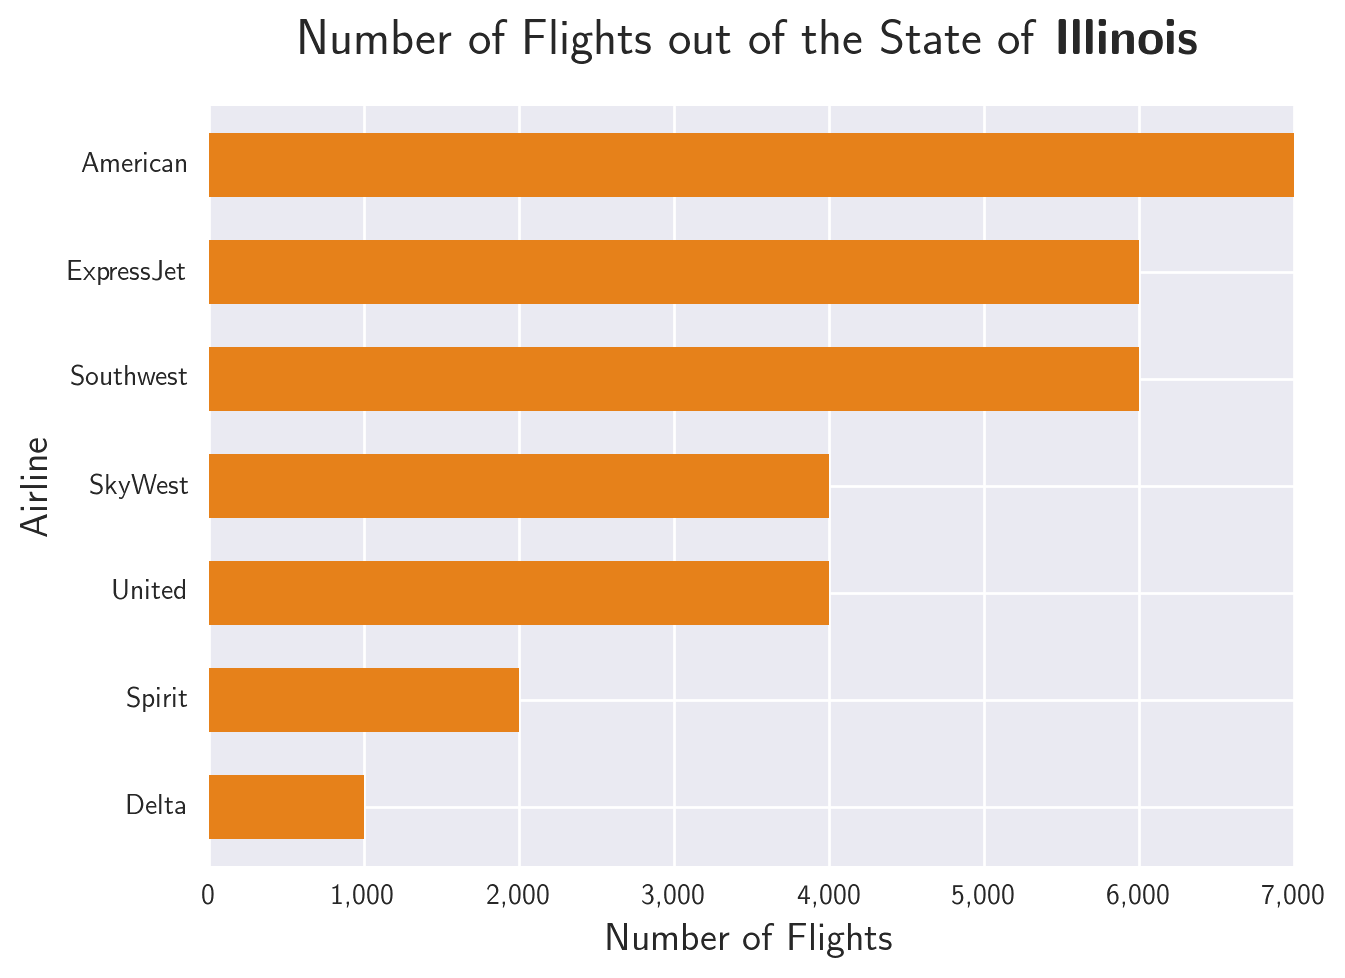 Number of Flights out of the State of Illinois
American
ExpressJet
Southwest
SkyWest
United
Spirit
Delta
Airline
0 1,000 2,000 3,000 4,000 5,000 6,000 7,000
Number of Flights